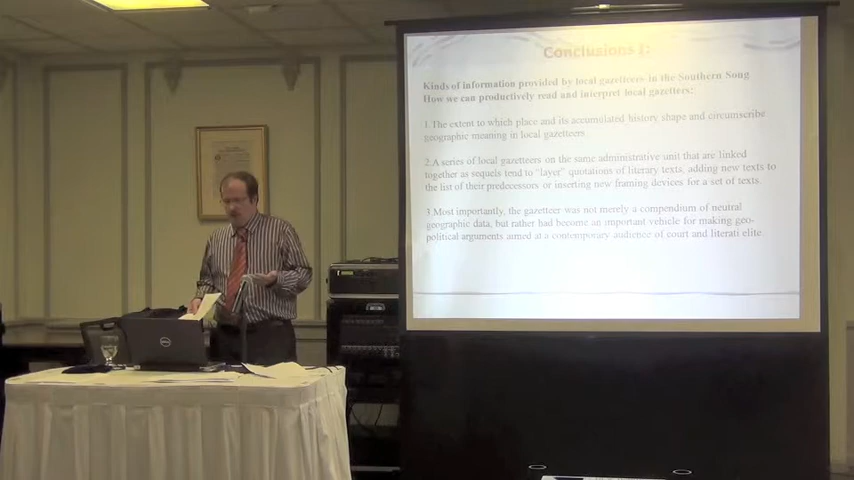 Conclusions I:
Kinds of information provided by local gazetteers in the Southern Song
How we can productively read and interpret local gazetters:
1.The extent to which place and its accumulated history shape and circumscribe
geographic meaning in local gazetteers
2.A series of local gazetteers on the same administrative unit that are linked
together as sequels tend to "layer" quotations of literary texts, adding new texts to
the list of their predecessors or inserting new framing devices for a set of texts.
3.Most importantly, the gazetteer was not merely a compendium of neutral
geographic data, but rather had become an important vehicle for making geo-
political arguments aimed at a contemporary audience of court and literati elite.
DELL